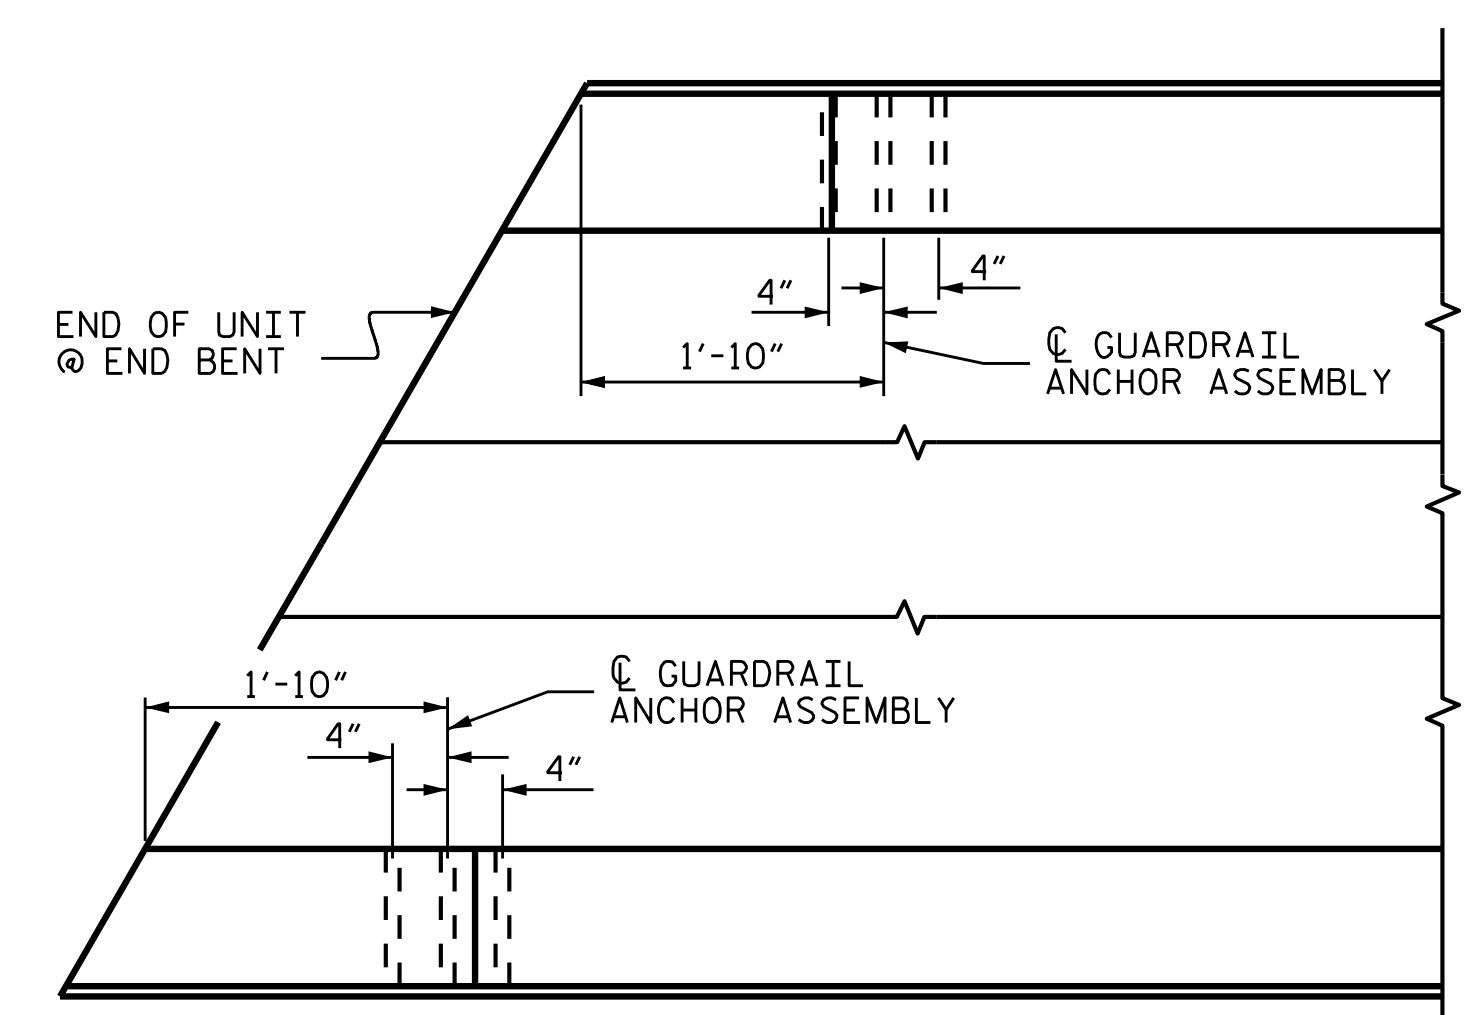 4″
4″
END OF UNIT
@ END BENT
1′-10″
℄ GUARDRAIL
ANCHOR ASSEMBLY
1′-10″
℄ GUARDRAIL
ANCHOR ASSEMBLY
4″
4″